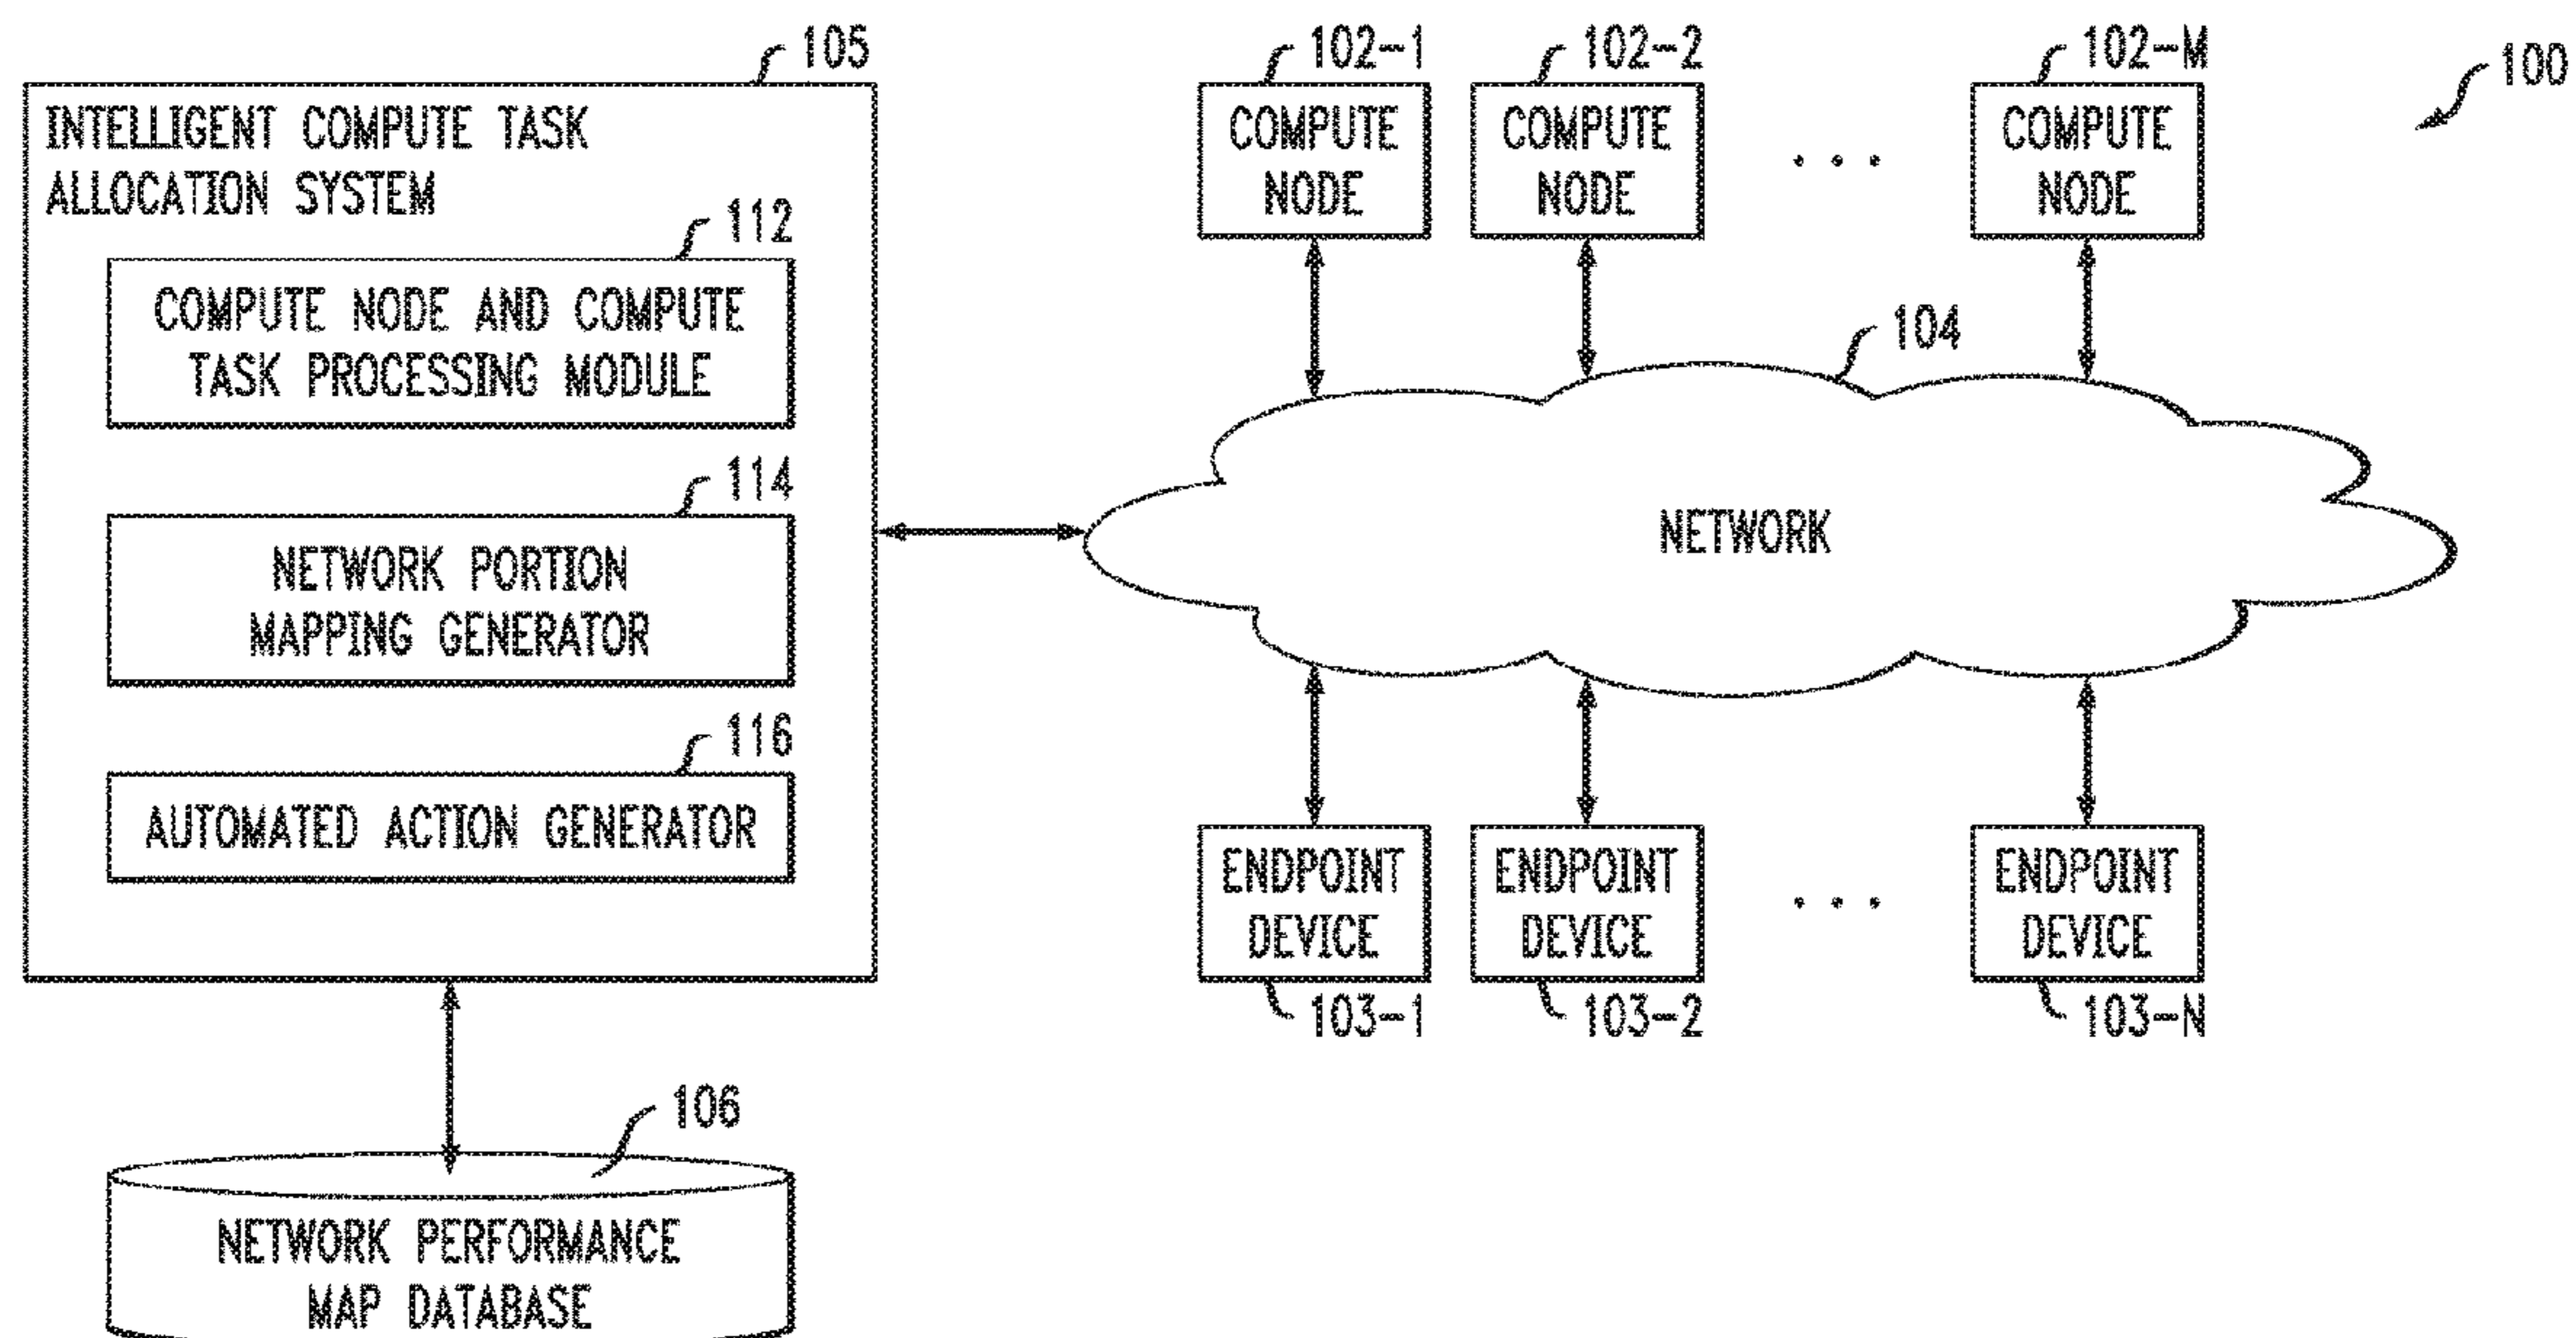 105
INTELLIGENT COMPUTE TASK
ALLOCATION SYSTEM
112
COMPUTE NODE AND COMPUTE
TASK PROCESSING MODULE
114
NETWORK PORTION
MAPPING GENERATOR
116
AUTOMATED ACTION GENERATOR
106
NETWORK PERFORMANCE
MAP DATABASE
102-1
COMPUTE
NODE
102-2
COMPUTE
NODE
. . .
102-M
COMPUTE
NODE
100
104
NETWORK
ENDPOINT
DEVICE
103-1
ENDPOINT
DEVICE
103-2
. . .
ENDPOINT
DEVICE
103-N